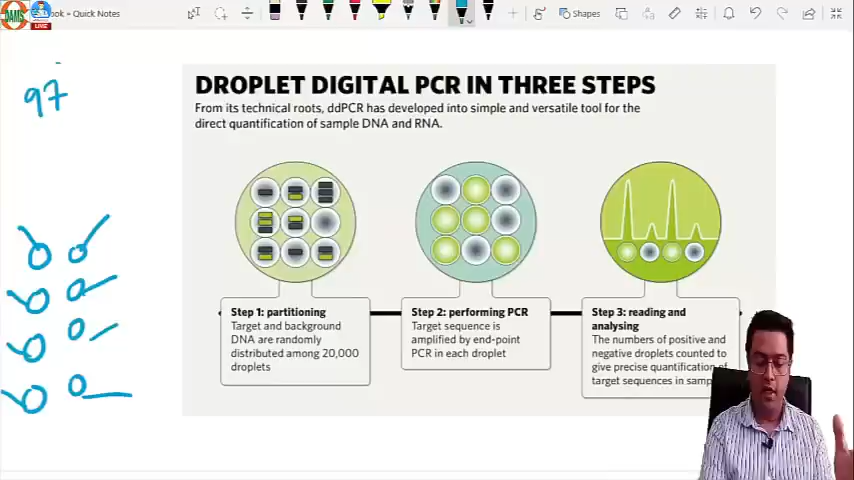 DAMS
LIVE
book • Quick Notes
Shapes
97
DROPLET DIGITAL PCR IN THREE STEPS
From its technical roots, ddPCR has developed into simple and versatile tool for the
direct quantification of sample DNA and RNA.
Step 1: partitioning
Target and background
DNA are randomly
distributed among 20,000
droplets
Step 2: performing PCR
Target sequence is
amplified by end-point
PCR in each droplet
Step 3: reading and
analysing
The numbers of positive and
negative droplets counted to
give precise quantification of
target sequences in samp